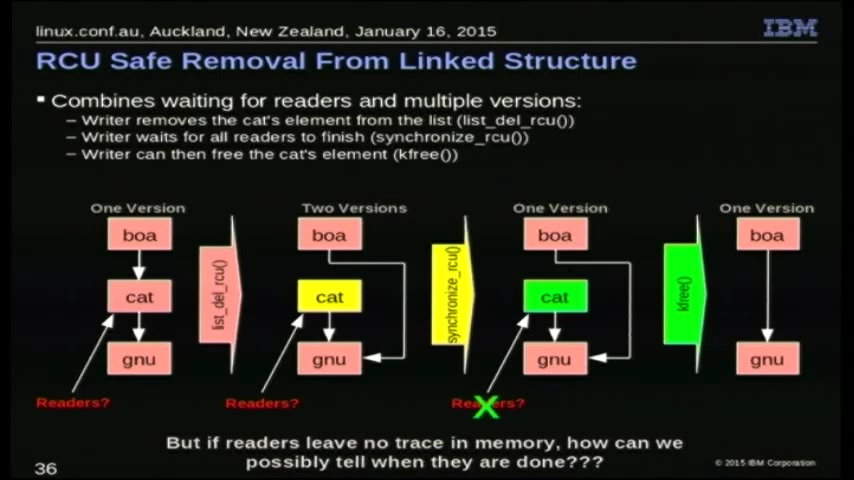 linux.conf.au, Auckland, New Zealand, January 16, 2015
IBM
RCU Safe Removal From Linked Structure
Combines waiting for readers and multiple versions:
– Writer removes the cat's element from the list (list_del_rcu())
– Writer waits for all readers to finish (synchronize_rcu())
– Writer can then free the cat's element (kfree())
One Version
Two Versions
One Version
One Version
boa
boa
boa
boa
list_del_rcu()
synchronize_rcu()
kfree()
cat
cat
cat
gnu
gnu
gnu
gnu
Readers?
Readers?
Readers?
X
But if readers leave no trace in memory, how can we
possibly tell when they are done???
36
© 2015 IBM Corporation